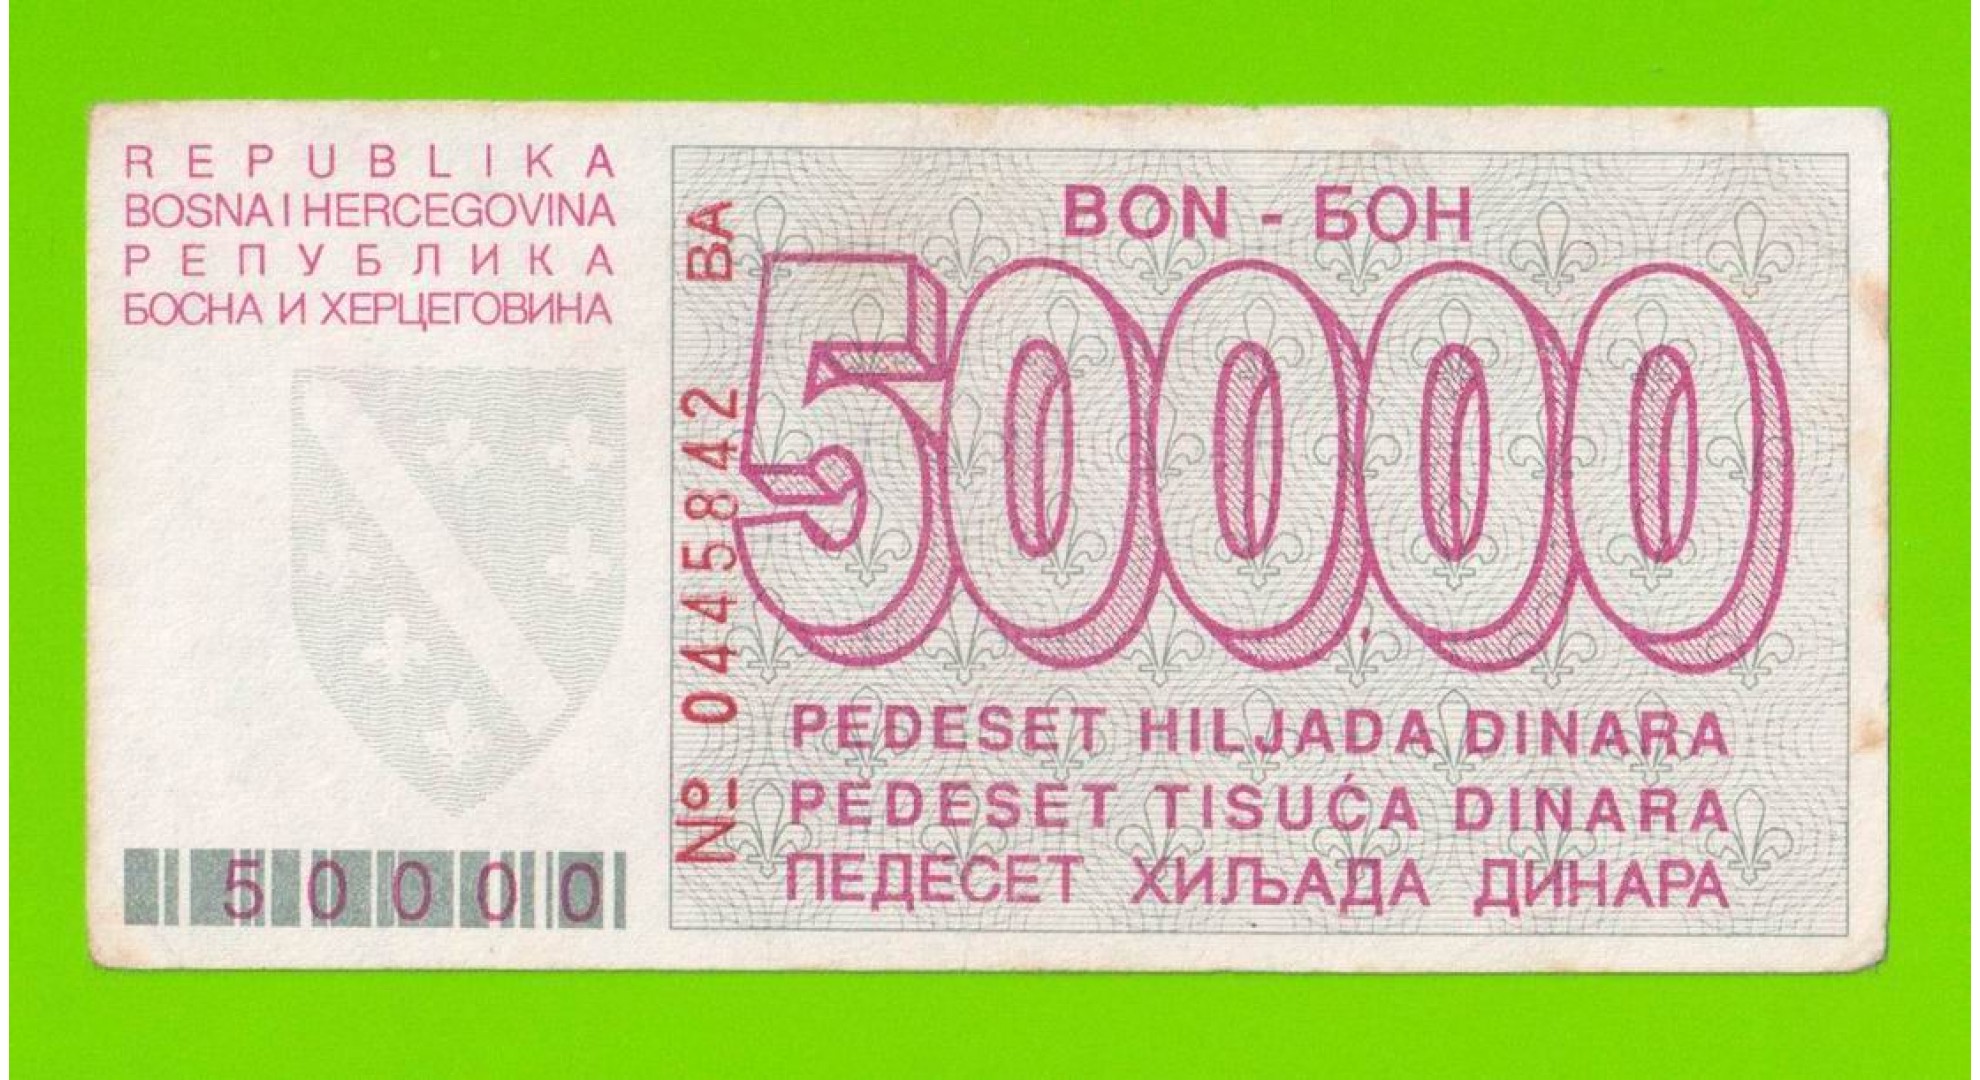 REPUBLIKA
BOSNA I HERCEGOVINA
РЕПУБЛИКА
БОСНА И ХЕРЦЕГОВИНА
50000
№ 0445842 BA
BON - БОН
50000
PEDESET HILJADA DINARA
PEDESET TISUĆA DINARA
ПЕДЕСЕТ ХИЉАДА ДИНАРА